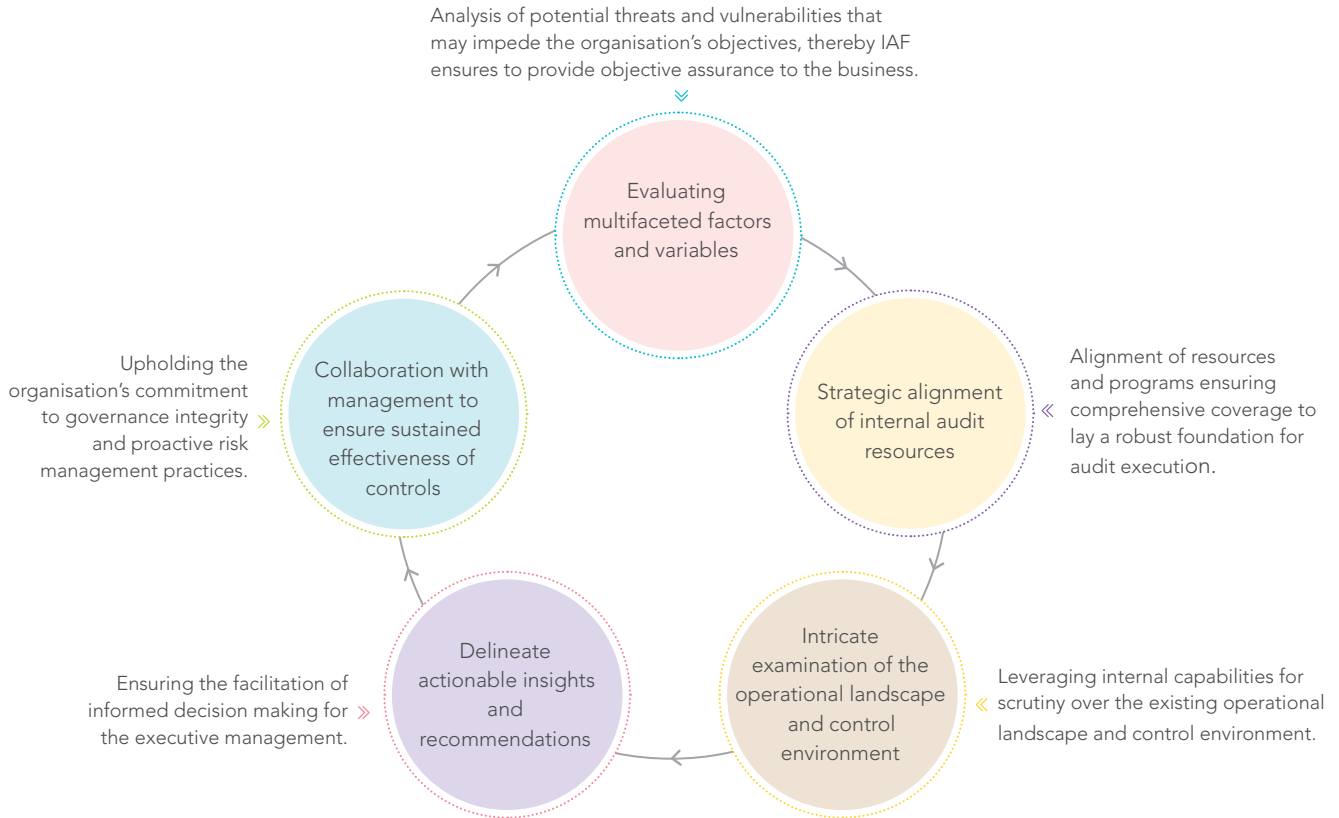 Analysis of potential threats and vulnerabilities that
may impede the organisation’s objectives, thereby IAF
ensures to provide objective assurance to the business.
Evaluating
multifaceted factors
and variables
Strategic alignment
of internal audit
resources
Alignment of resources
and programs ensuring
comprehensive coverage to
lay a robust foundation for
audit execution.
Intricate
examination of the
operational landscape
and control
environment
Leveraging internal capabilities for
scrutiny over the existing operational
landscape and control environment.
Delineate
actionable insights
and
recommendations
Ensuring the facilitation of
informed decision making for
the executive management.
Collaboration with
management to
ensure sustained
effectiveness of
controls
Upholding the
organisation’s commitment
to governance integrity
and proactive risk
management practices.